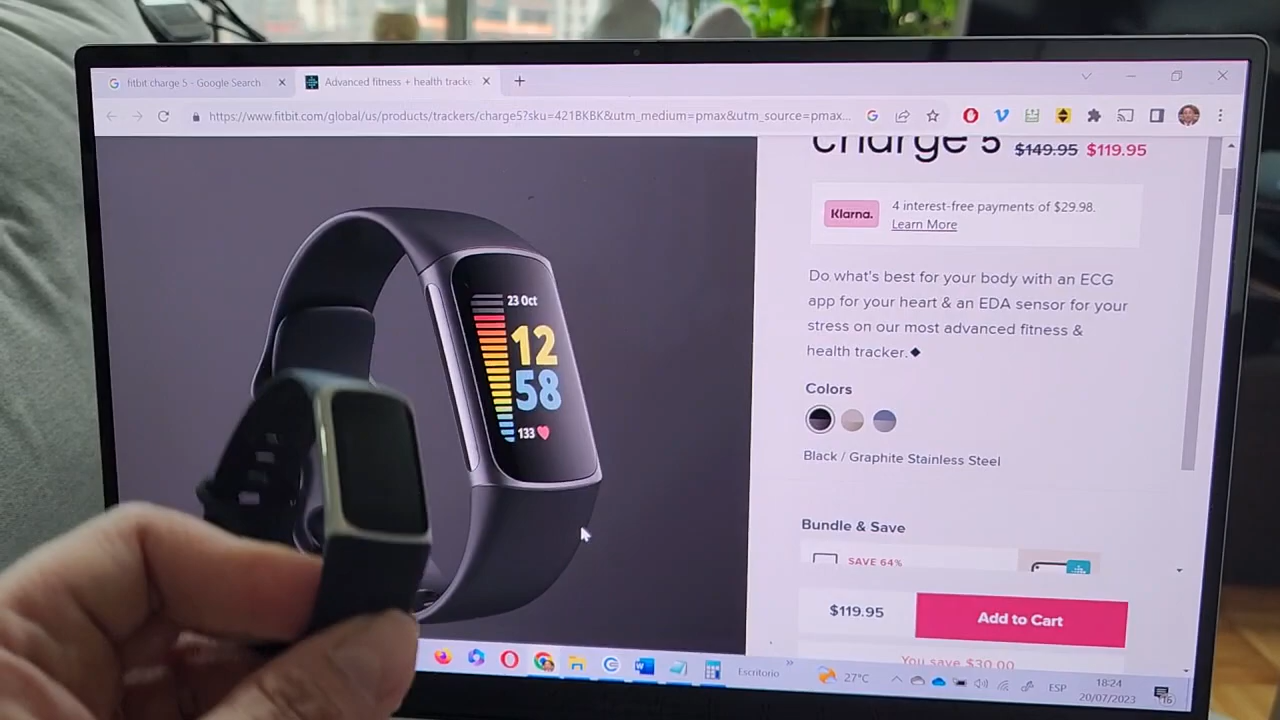 fitbit charge 5 - Google Search
Advanced fitness + health tracke
https://www.fitbit.com/global/us/products/trackers/charge5?sku=421BKBK&utm_medium=pmax&utm_source=pmax...
charge 5 $149.95 $119.95
Klarna.
4 interest-free payments of $29.98.
Learn More
Do what's best for your body with an ECG
app for your heart & an EDA sensor for your
stress on our most advanced fitness &
health tracker.◆
Colors
Black / Graphite Stainless Steel
Bundle & Save
SAVE 64%
$119.95
Add to Cart
You save $30.00
23 Oct
12
58
133
Escritorio
27°C
ESP
18:24
20/07/2023
16